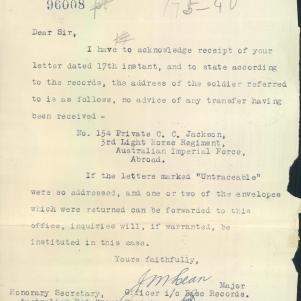 96008
175-40
Dear Sir,
I have to acknowledge receipt of your
letter dated 17th instant, and to state according
to the records, the address of the soldier referred
to is as follows, no advice of any transfer having
been received -
No. 154 Private C. C. Jackson,
3rd Light Horse Regiment,
Australian Imperial Force,
Abroad.
If the letters marked "Untraceable"
were so addressed, and one or two of the envelopes
which were returned can be forwarded to this
office, inquiries will, if warranted, be
instituted in this case.
Yours faithfully,
J M Lean
Major
Honorary Secretary, Officer i/c Base Records.